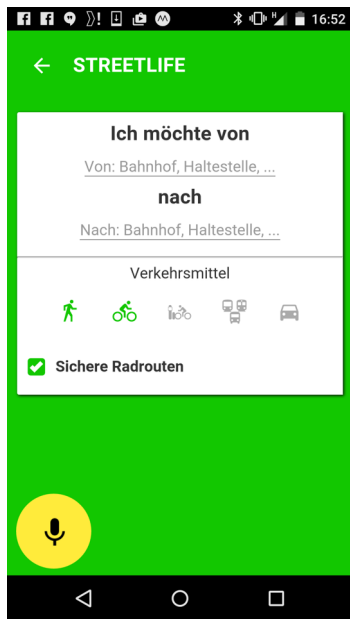 H 16:52
STREETLIFE
Ich möchte von
Von: Bahnhof, Haltestelle, ...
nach
Nach: Bahnhof, Haltestelle, ...
Verkehrsmittel
Sichere Radrouten